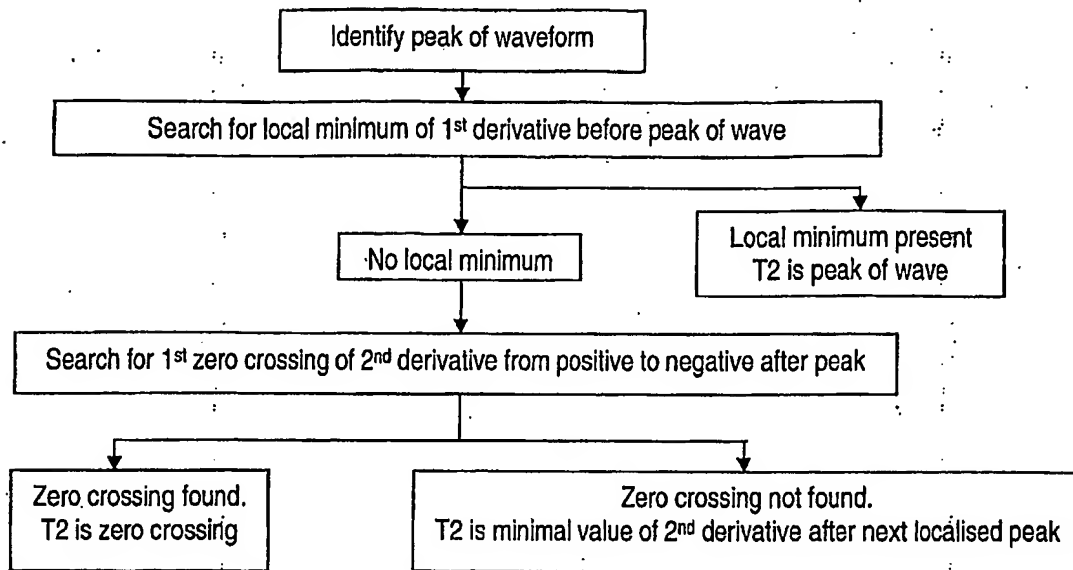 Identify peak of waveform
Search for local minimum of 1st derivative before peak of wave
Local minimum present
T2 is peak of wave
No local minimum
Search for 1st zero crossing of 2nd derivative from positive to negative after peak
Zero crossing found.
T2 is zero crossing
Zero crossing not found.
T2 is minimal value of 2nd derivative after next localised peak